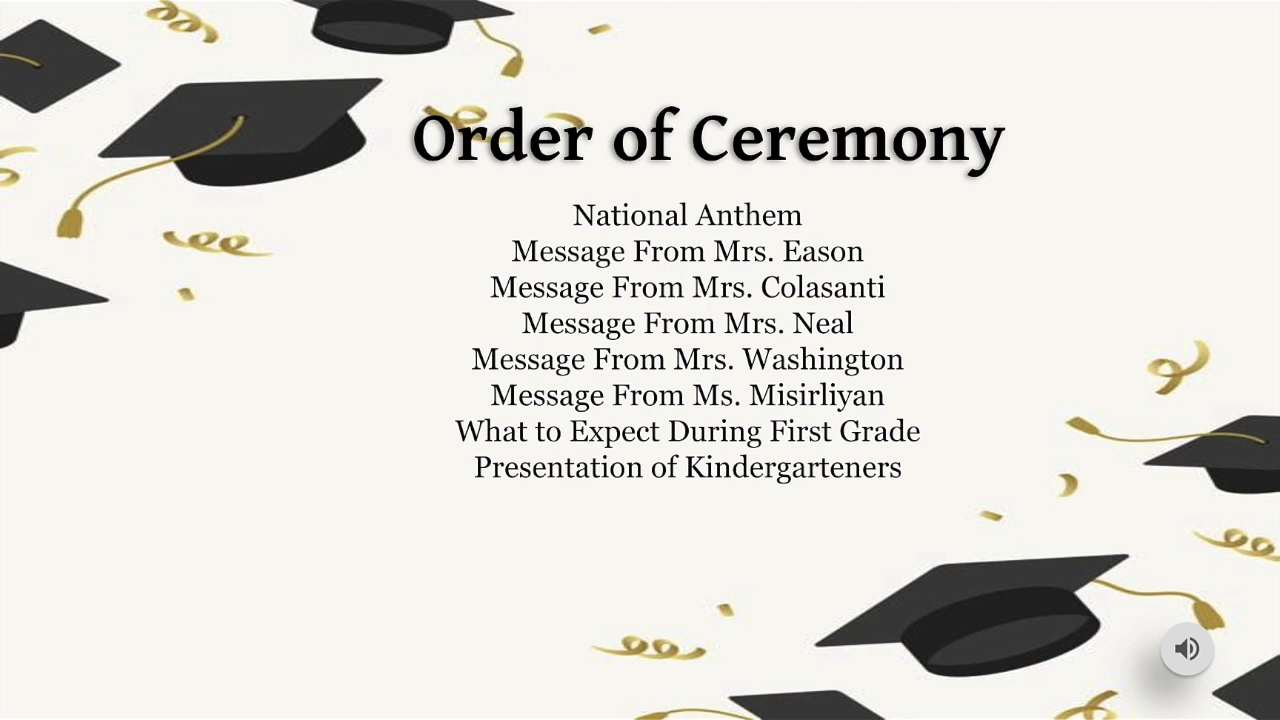 Order of Ceremony
National Anthem
Message From Mrs. Eason
Message From Mrs. Colasanti
Message From Mrs. Neal
Message From Mrs. Washington
Message From Ms. Misirliyan
What to Expect During First Grade
Presentation of Kindergarteners